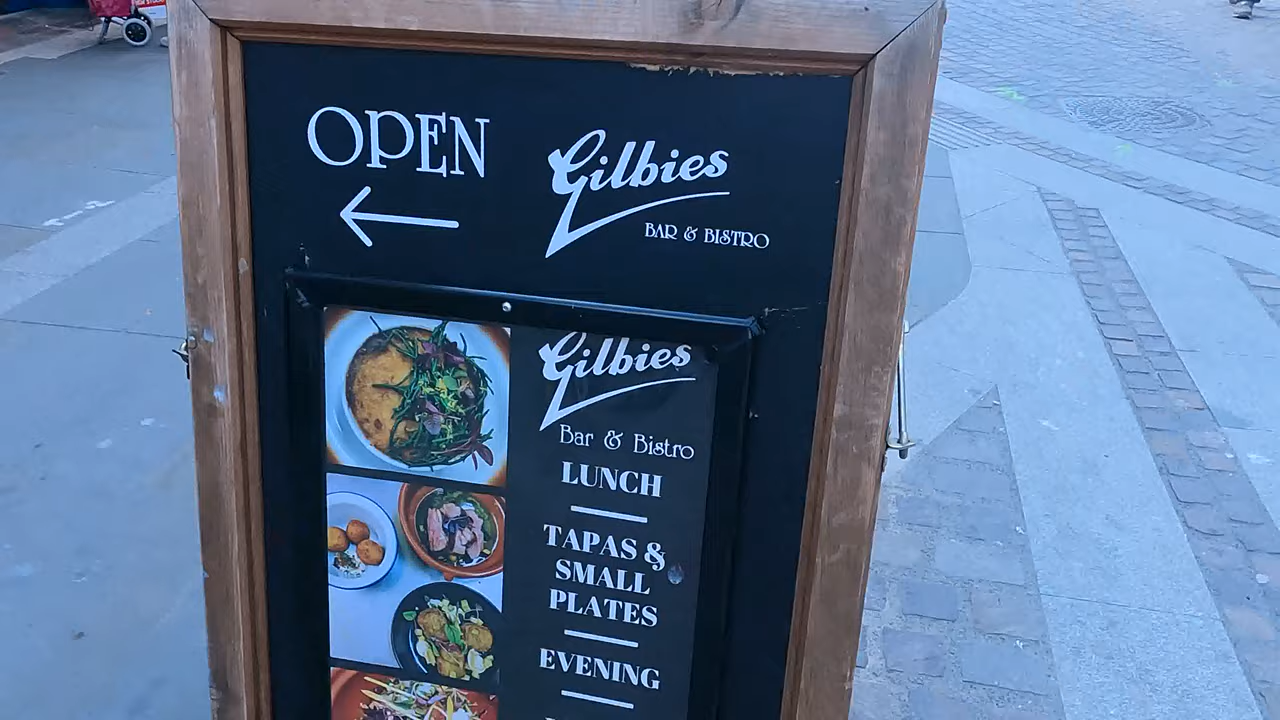 OPEN
Gilbies
BAR & BISTRO
Gilbies
Bar & Bistro
LUNCH
TAPAS &
SMALL
PLATES
EVENING